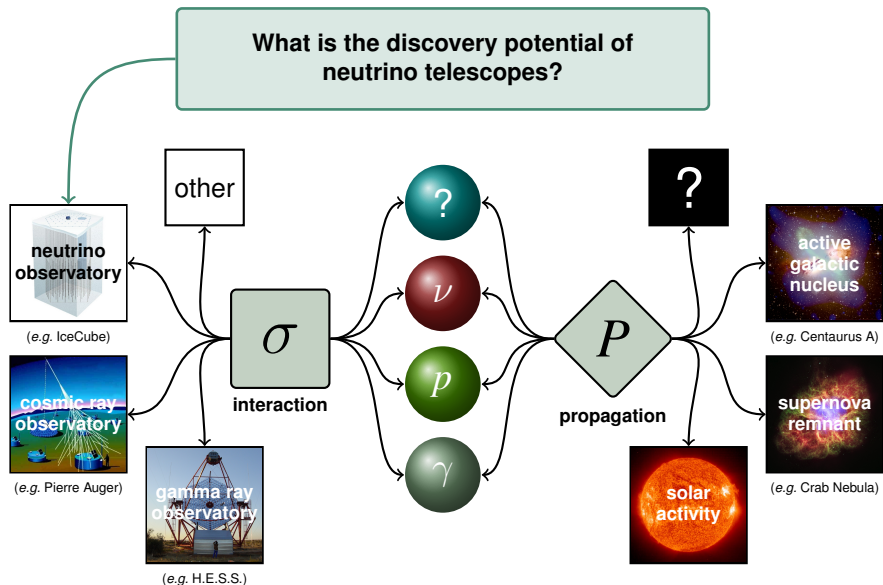 What is the discovery potential of
neutrino telescopes?
other
?
?
neutrino
observatory
active
galactic
nucleus
ν
(e.g. IceCube)
(e.g. Centaurus A)
σ
P
cosmic ray
observatory
p
interaction
propagation
supernova
remnant
(e.g. Pierre Auger)
gamma ray
observatory
γ
solar
activity
(e.g. Crab Nebula)
(e.g. H.E.S.S.)